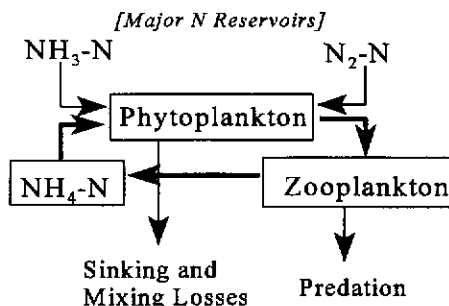 [Major N Reservoirs]
NH₃-N
N₂-N
Phytoplankton
NH₄-N
Zooplankton
Sinking and
Mixing Losses
Predation